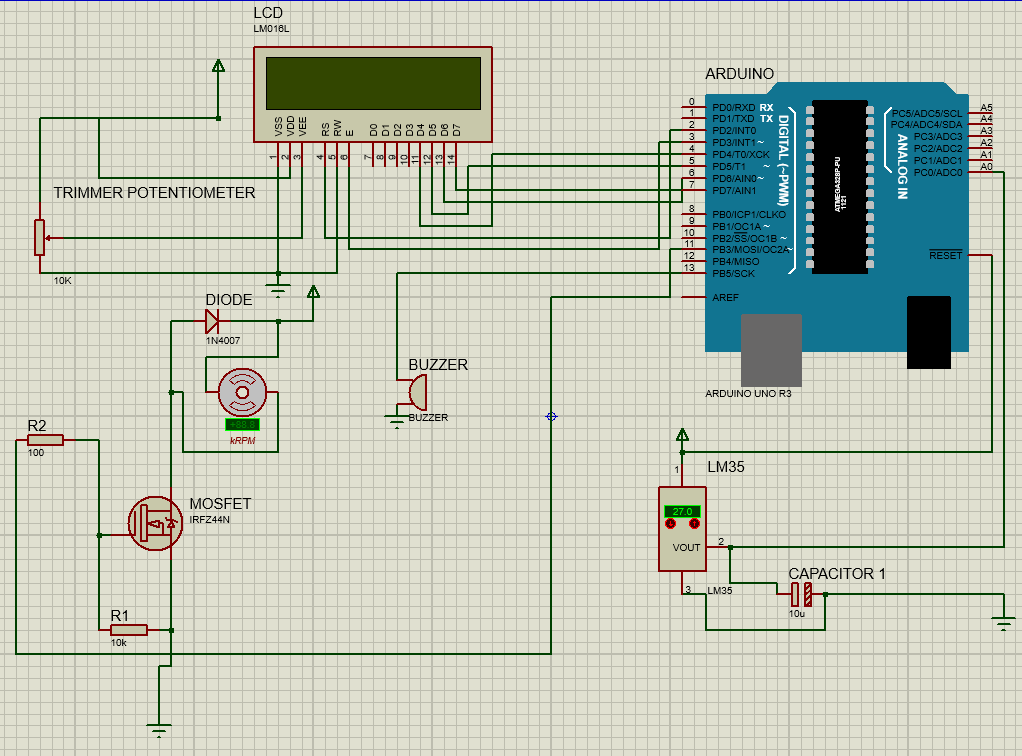 LCD
LM016L
VSS
VDD
VEE
RS
RW
E
D0
D1
D2
D3
D4
D5
D6
D7
1
2
3
4
5
6
7
8
9
10
11
12
13
14
TRIMMER POTENTIOMETER
10K
ARDUINO
0 PD0/RXD RX
1 PD1/TXD TX
2 PD2/INT0
3 PD3/INT1 ~
4 PD4/T0/XCK
5 PD5/T1 ~
6 PD6/AIN0 ~
7 PD7/AIN1
8 PB0/ICP1/CLKO
9 PB1/OC1A ~
10 PB2/SS/OC1B ~
11 PB3/MOSI/OC2A ~
12 PB4/MISO
13 PB5/SCK
AREF
DIGITAL (~PWM)
ATMEGA328P-PU
1121
ANALOG IN
PC5/ADC5/SCL A5
PC4/ADC4/SDA A4
PC3/ADC3 A3
PC2/ADC2 A2
PC1/ADC1 A1
PC0/ADC0 A0
RESET
ARDUINO UNO R3
DIODE
1N4007
kRPM
BUZZER
BUZZER
R2
100
MOSFET
IRFZ44N
R1
10k
LM35
1
27.0
VOUT 2
3 LM35
CAPACITOR 1
10u